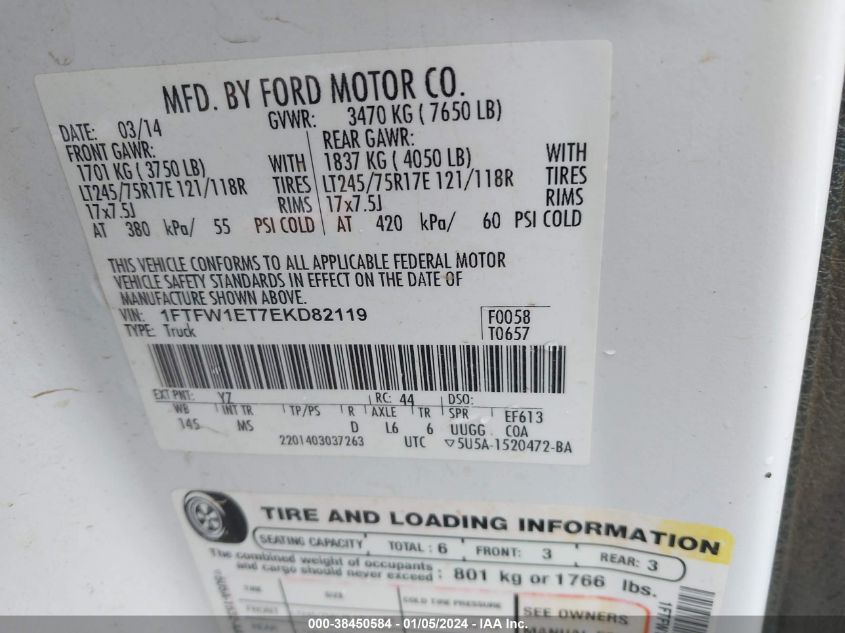 MFD. BY FORD MOTOR CO.
DATE: 03/14 GVWR: 3470 KG ( 7650 LB)
FRONT GAWR: REAR GAWR:
1701 KG ( 3750 LB) WITH 1837 KG ( 4050 LB) WITH
LT245/75R17E 121/118R TIRES LT245/75R17E 121/118R TIRES
17x7.5J RIMS 17x7.5J RIMS
AT 380 kPa/ 55 PSI COLD AT 420 kPa/ 60 PSI COLD
THIS VEHICLE CONFORMS TO ALL APPLICABLE FEDERAL MOTOR
VEHICLE SAFETY STANDARDS IN EFFECT ON THE DATE OF
MANUFACTURE SHOWN ABOVE.
VIN: 1FTFW1ET7EKD82119 F0058
TYPE: Truck T0657
EXT PNT: YZ RC: 44 DSO:
WB INT TR TP/PS R AXLE TR SPR EF613
145 MS D L6 6 UUGG COA
2201403037263 UTC ▽5U5A-1520472-BA
TIRE AND LOADING INFORMATION
SEATING CAPACITY TOTAL : 6 FRONT: 3 REAR: 3
The combined weight of occupants
and cargo should never exceed : 801 kg or 1766 lbs.
TIRE SIZE COLD TIRE PRESSURE SEE OWNERS
FRONT
000-38450584 - 01/05/2024 - IAA Inc.